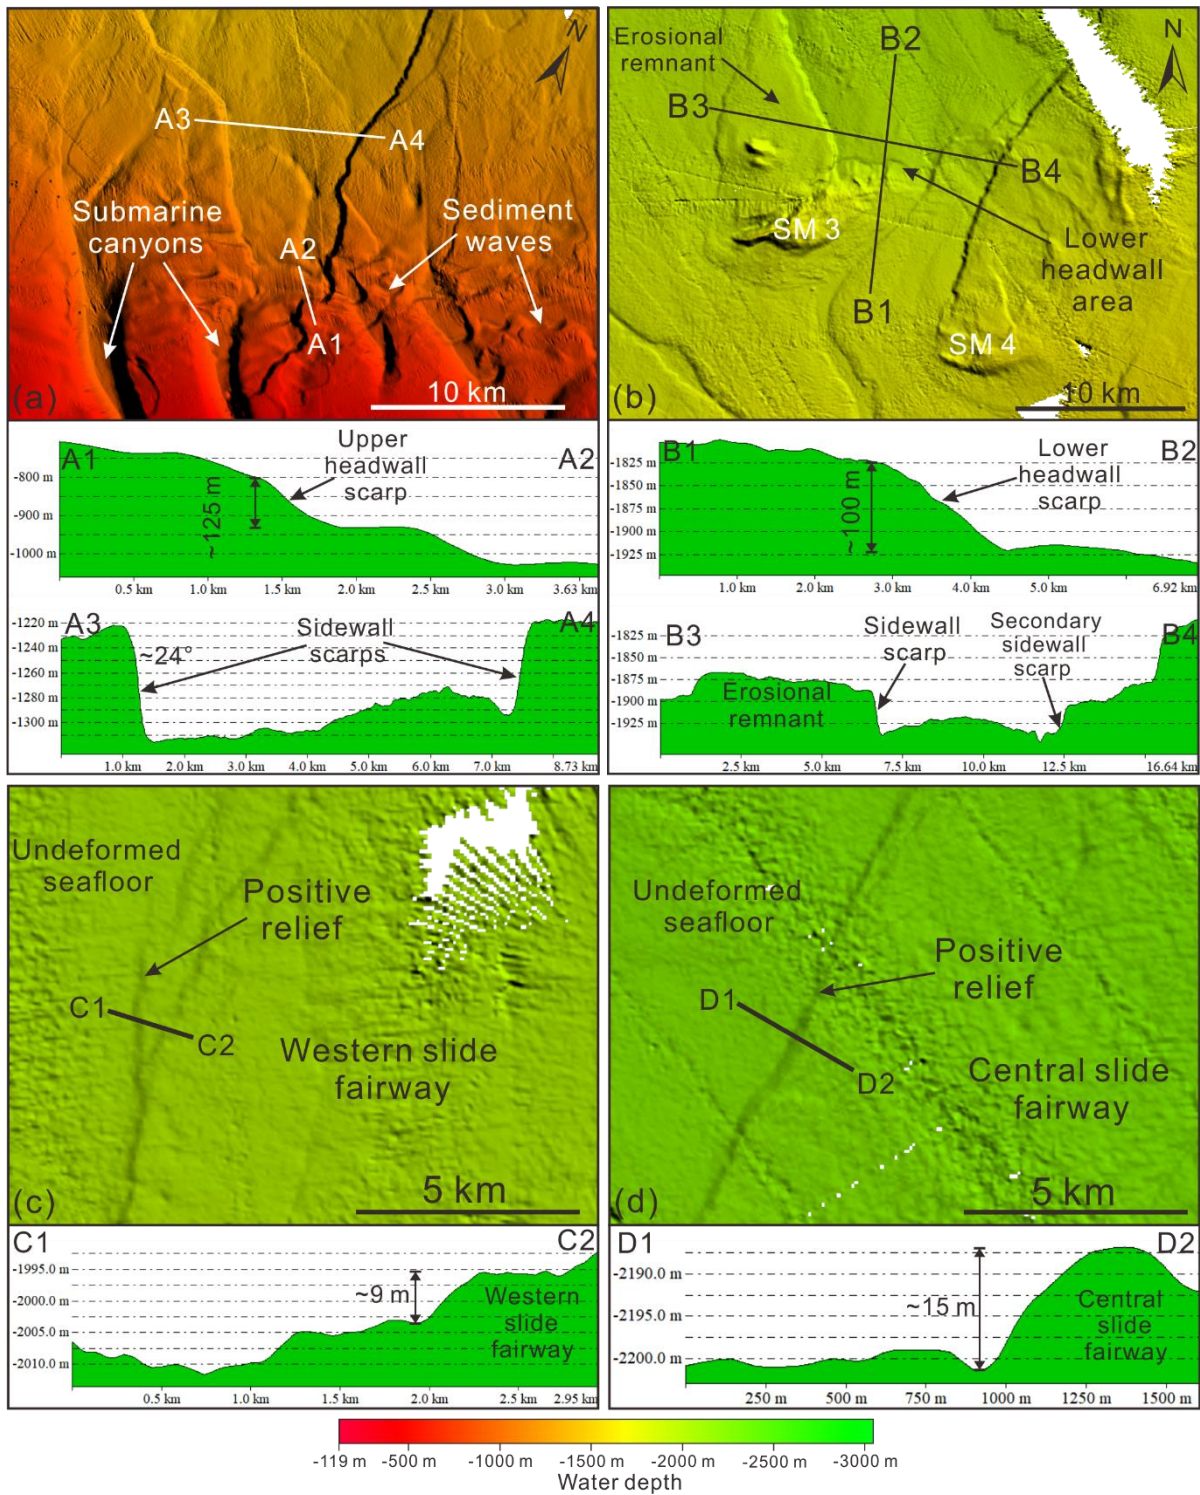 N
A3
A4
Submarine
canyons
Sediment
waves
A2
A1
(a)
10 km
Erosional
remnant
B2
N
B3
B4
SM 3
Lower
headwall
area
B1
SM 4
(b)
10 km
A1
A2
Upper
headwall
scarp
~125 m
-800 m
-900 m
-1000 m
0.5 km 1.0 km 1.5 km 2.0 km 2.5 km 3.0 km 3.63 km
B1
B2
Lower
headwall
scarp
~100 m
-1825 m
-1850 m
-1875 m
-1900 m
-1925 m
1.0 km 2.0 km 3.0 km 4.0 km 5.0 km 6.92 km
A3
A4
Sidewall
scarps
~24°
-1220 m
-1240 m
-1260 m
-1280 m
-1300 m
1.0 km 2.0 km 3.0 km 4.0 km 5.0 km 6.0 km 7.0 km 8.73 km
B3
B4
Sidewall
scarp
Secondary
sidewall
scarp
Erosional
remnant
-1825 m
-1850 m
-1875 m
-1900 m
-1925 m
2.5 km 5.0 km 7.5 km 10.0 km 12.5 km 16.64 km
Undeformed
seafloor
Positive
relief
C1
C2
Western slide
fairway
(c)
5 km
Undeformed
seafloor
Positive
relief
D1
D2
Central slide
fairway
(d)
5 km
C1
C2
-1995.0 m
-2000.0 m
-2005.0 m
-2010.0 m
~9 m
Western
slide
fairway
0.5 km 1.0 km 1.5 km 2.0 km 2.95 km
D1
D2
-2190.0 m
-2195.0 m
-2200.0 m
~15 m
Central
slide
fairway
250 m 500 m 750 m 1000 m 1250 m 1500 m
-119 m -500 m -1000 m -1500 m -2000 m -2500 m -3000 m
Water depth